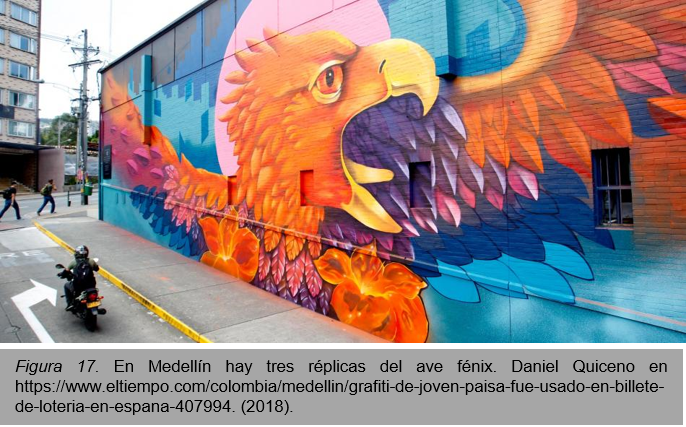 Figura 17. En Medellín hay tres réplicas del ave fénix. Daniel Quiceno en
https://www.eltiempo.com/colombia/medellin/grafiti-de-joven-paisa-fue-usado-en-billete-
de-loteria-en-espana-407994. (2018).